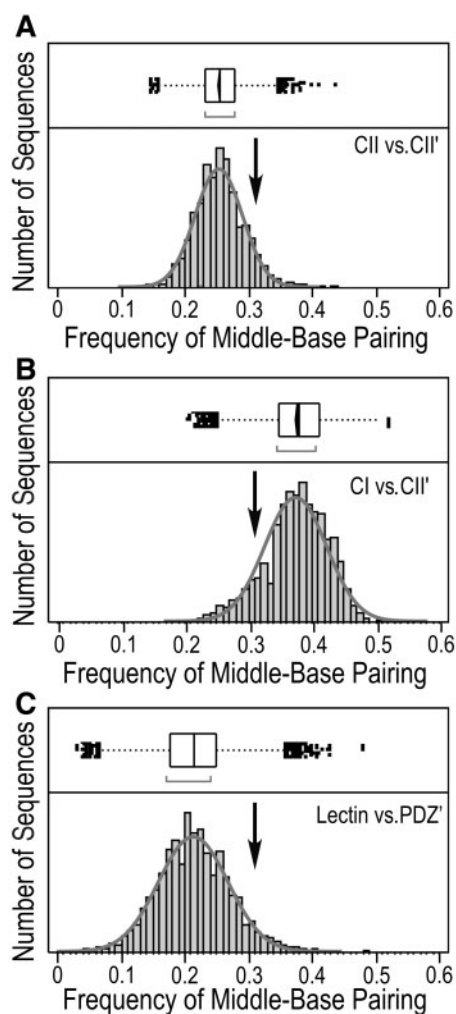 A
Number of Sequences
CII vs.CII'
0 0.1 0.2 0.3 0.4 0.5 0.6
Frequency of Middle-Base Pairing
B
Number of Sequences
CI vs.CII'
0 0.1 0.2 0.3 0.4 0.5 0.6
Frequency of Middle-Base Pairing
C
Number of Sequences
Lectin vs.PDZ'
0 0.1 0.2 0.3 0.4 0.5 0.6
Frequency of Middle-Base Pairing